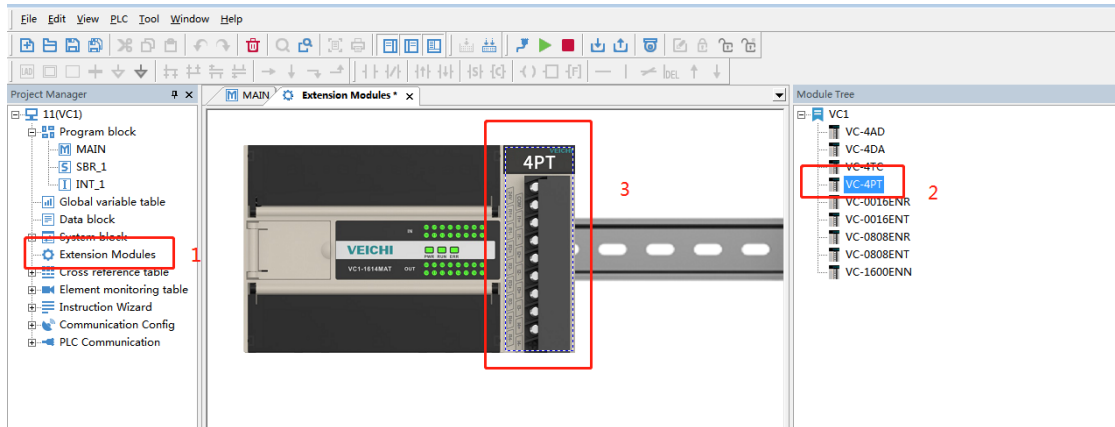 File Edit View PLC Tool Window Help
LAD DEL
Project Manager
MAIN Extension Modules *
Module Tree
11(VC1)
Program block
MAIN
SBR_1
INT_1
Global variable table
Data block
System block
Extension Modules
Cross reference table
Element monitoring table
Instruction Wizard
Communication Config
PLC Communication
1
VEICHI
4PT
3
IN
VEICHI
PWR RUN ERR
VC1-1614MAT OUT
VC1
VC-4AD
VC-4DA
VC-4TC
VC-4PT
VC-0016ENR
VC-0016ENT
VC-0808ENR
VC-0808ENT
VC-1600ENN
2